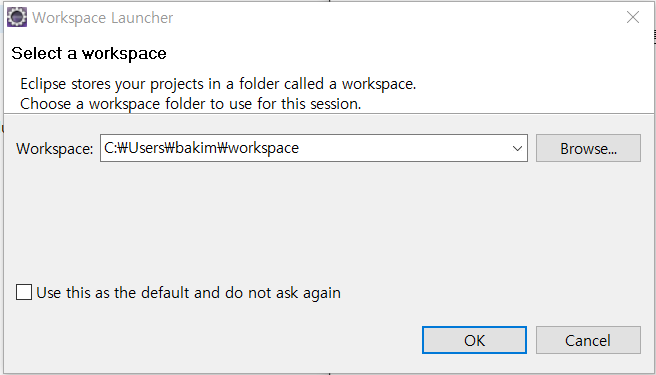 Workspace Launcher
Select a workspace
Eclipse stores your projects in a folder called a workspace.
Choose a workspace folder to use for this session.
Workspace: C:₩Users₩bakim₩workspace Browse...
Use this as the default and do not ask again
OK Cancel